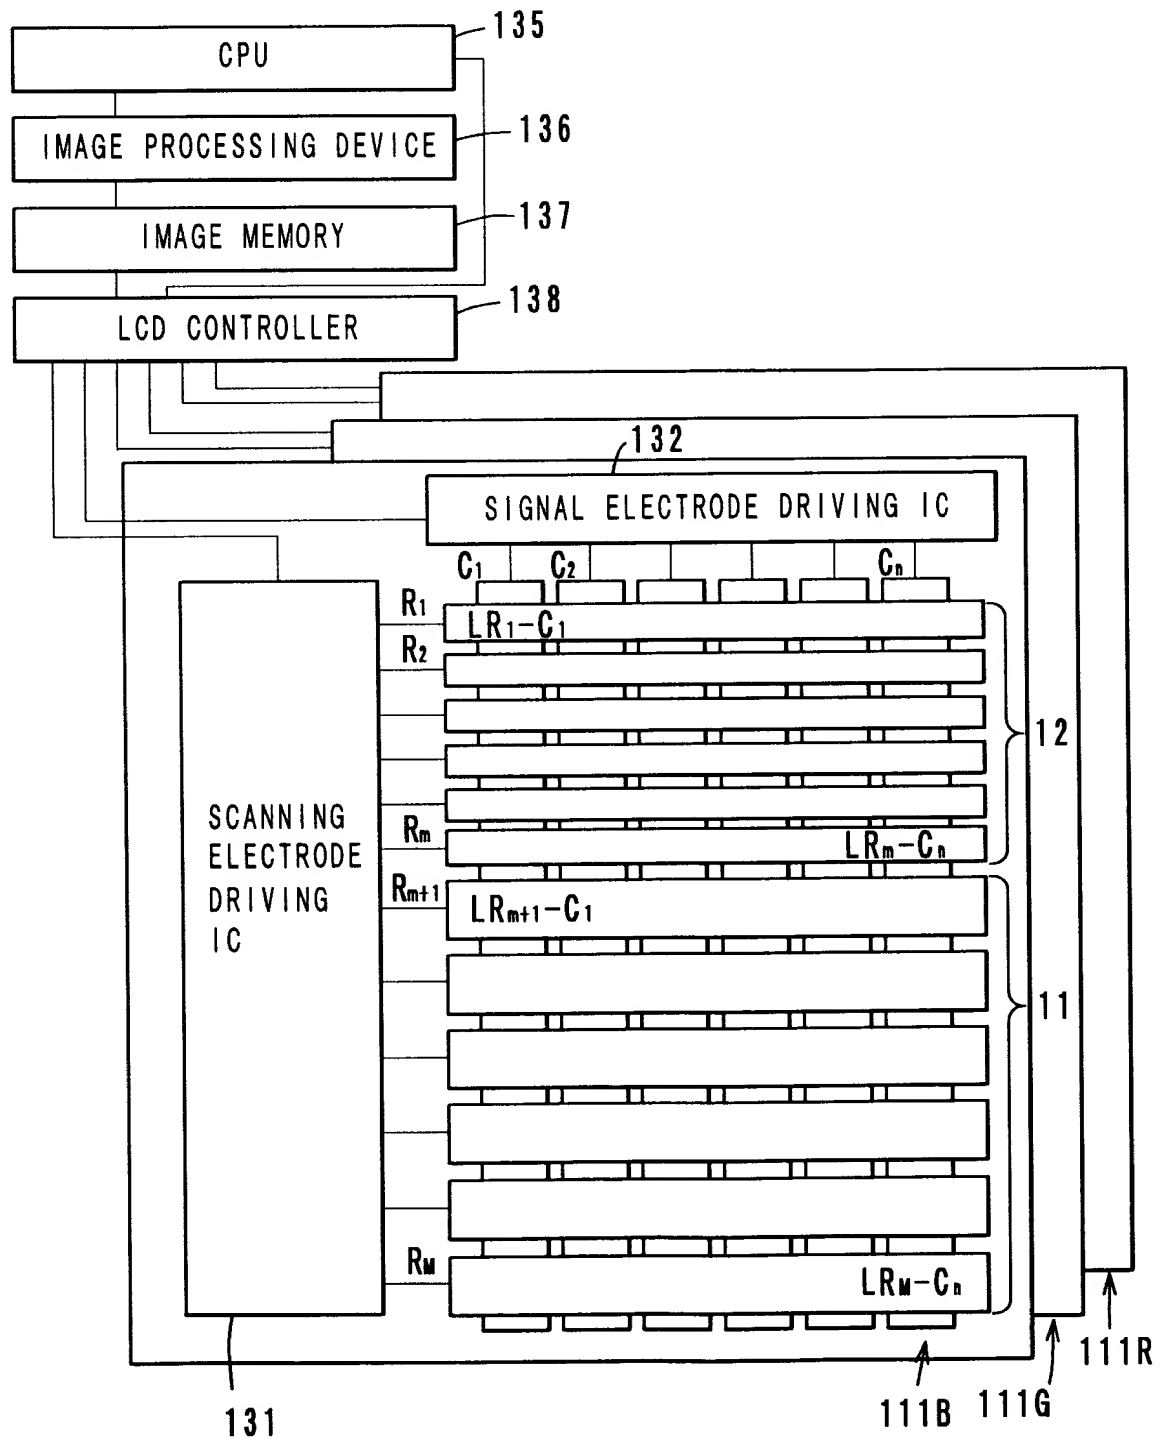 135
CPU
136
IMAGE PROCESSING DEVICE
137
IMAGE MEMORY
138
LCD CONTROLLER
132
SIGNAL ELECTRODE DRIVING IC
C1 C2 Cn
R1
LR1-C1
R2
12
SCANNING
ELECTRODE
DRIVING
IC
Rm
LRm-Cn
Rm+1
LRm+1-C1
11
RM
LRM-Cn
131
111B
111G
111R